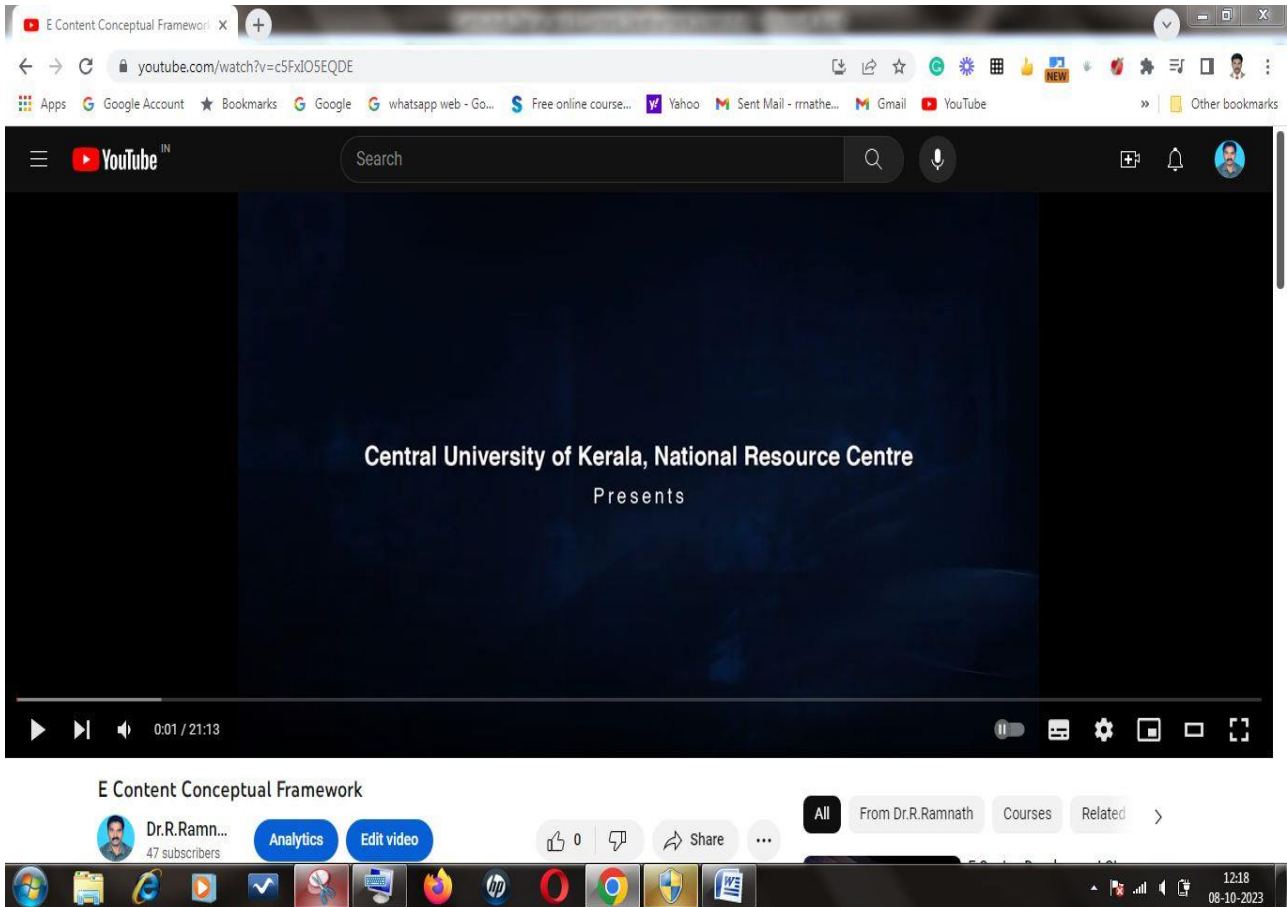 E Content Conceptual Framewor
youtube.com/watch?v=c5FxIO5EQDE
NEW
Apps Google Account Bookmarks Google whatsapp web - Go... Free online course... Yahoo Sent Mail - rrnathe... Gmail YouTube » Other bookmarks
YouTube IN
Search
Central University of Kerala, National Resource Centre
Presents
0:01 / 21:13
E Content Conceptual Framework
Dr.R.Ramn...
47 subscribers
Analytics
Edit video
0
Share
All
From Dr.R.Ramnath
Courses
Related
12:18
08-10-2023